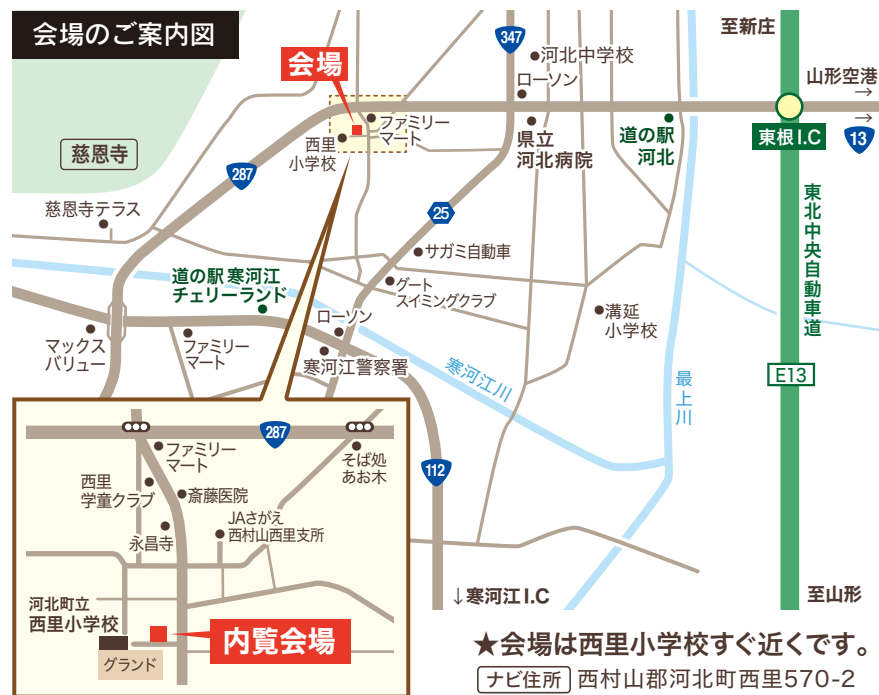 会場のご案内図
至新庄
347
河北中学校
会場
ローソン
山形空港
→
→
ファミリー
マート
西里
小学校
県立
河北病院
道の駅
河北
東根I.C
13
慈恩寺
287
慈恩寺テラス
25
東北中央自動車道
サガミ自動車
道の駅 寒河江
チェリーランド
グート
スイミングクラブ
ローソン
溝延
小学校
マックス
バリュー
ファミリー
マート
寒河江警察署
寒河江川
最上川
E13
287
ファミリー
マート
そば処
あお木
112
西里
学童クラブ
斎藤医院
JAさがえ
西村山西里支所
永昌寺
↓寒河江I.C
至山形
河北町立
西里小学校
内覧会場
グランド
★会場は西里小学校すぐ近くです。
ナビ住所 西村山郡河北町西里570-2